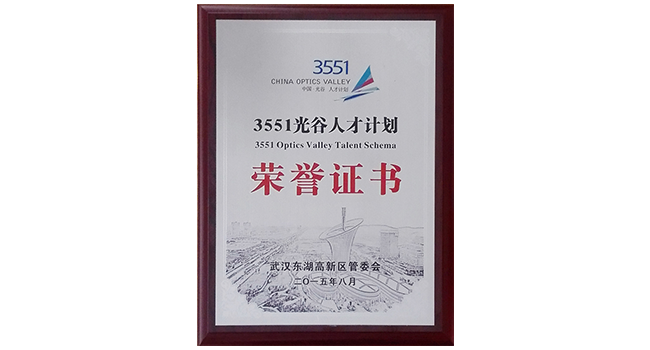 3551
CHINA OPTICS VALLEY
中国·光谷 人才计划
3551光谷人才计划
3551 Optics Valley Talent Schema
荣誉证书
武汉东湖高新区管委会
二〇一五年八月